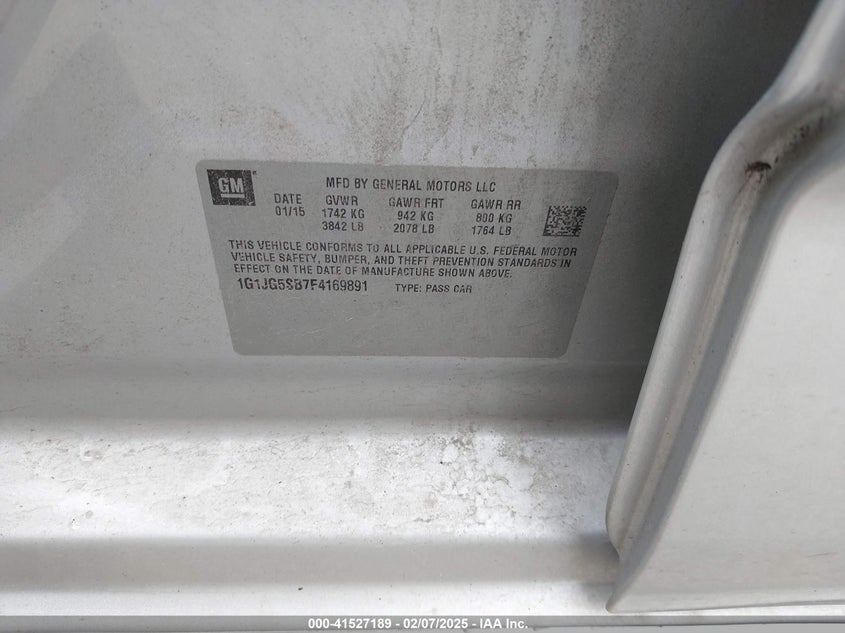 GM
MFD BY GENERAL MOTORS LLC
DATE GVWR GAWR FRT GAWR RR
01/15 1742 KG 942 KG 800 KG
3842 LB 2078 LB 1764 LB
THIS VEHICLE CONFORMS TO ALL APPLICABLE U.S. FEDERAL MOTOR
VEHICLE SAFETY, BUMPER, AND THEFT PREVENTION STANDARDS IN
EFFECT ON THE DATE OF MANUFACTURE SHOWN ABOVE.
1G1JG5SB7F4169891 TYPE: PASS CAR
000-41527189 - 02/07/2025 - IAA Inc.